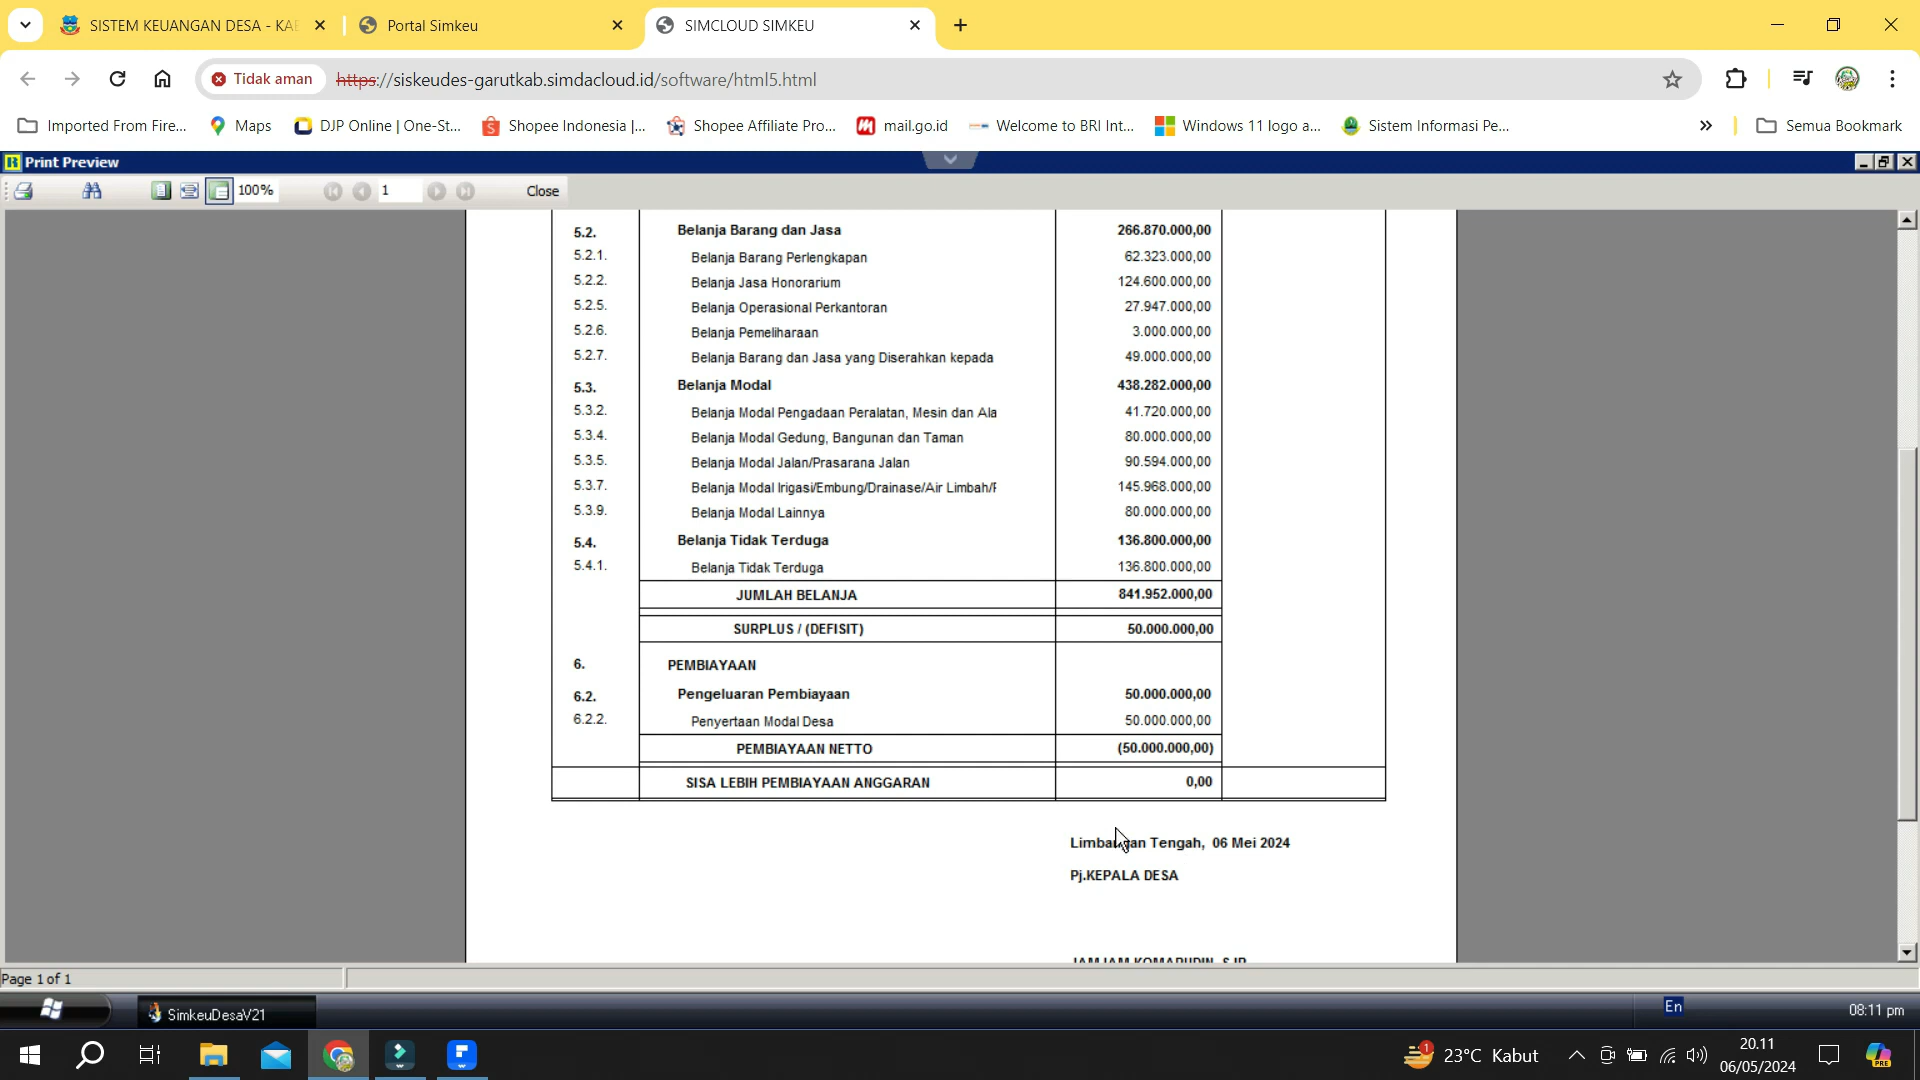 SISTEM KEUANGAN DESA - KAB
Portal Simkeu
SIMCLOUD SIMKEU
Tidak aman
https://siskeudes-garutkab.simdacloud.id/software/html5.html
Imported From Fire...
Maps
DJP Online | One-St...
Shopee Indonesia |...
Shopee Affiliate Pro...
mail.go.id
Welcome to BRI Int...
Windows 11 logo a...
Sistem Informasi Pe...
Semua Bookmark
Print Preview
100%
1
Close
5.2. Belanja Barang dan Jasa 266.870.000,00
5.2.1. Belanja Barang Perlengkapan 62.323.000,00
5.2.2. Belanja Jasa Honorarium 124.600.000,00
5.2.5. Belanja Operasional Perkantoran 27.947.000,00
5.2.6. Belanja Pemeliharaan 3.000.000,00
5.2.7. Belanja Barang dan Jasa yang Diserahkan kepada 49.000.000,00
5.3. Belanja Modal 438.282.000,00
5.3.2. Belanja Modal Pengadaan Peralatan, Mesin dan Ala 41.720.000,00
5.3.4. Belanja Modal Gedung, Bangunan dan Taman 80.000.000,00
5.3.5. Belanja Modal Jalan/Prasarana Jalan 90.594.000,00
5.3.7. Belanja Modal Irigasi/Embung/Drainase/Air Limbah/F 145.968.000,00
5.3.9. Belanja Modal Lainnya 80.000.000,00
5.4. Belanja Tidak Terduga 136.800.000,00
5.4.1. Belanja Tidak Terduga 136.800.000,00
JUMLAH BELANJA 841.952.000,00
SURPLUS / (DEFISIT) 50.000.000,00
6. PEMBIAYAAN
6.2. Pengeluaran Pembiayaan 50.000.000,00
6.2.2. Penyertaan Modal Desa 50.000.000,00
PEMBIAYAAN NETTO (50.000.000,00)
SISA LEBIH PEMBIAYAAN ANGGARAN 0,00
Limbangan Tengah, 06 Mei 2024
Pj.KEPALA DESA
JAMJAM KOMARUDIN, S.IP
Page 1 of 1
SimkeuDesaV21
En
08:11 pm
1
23°C Kabut
20.11
06/05/2024
PRE